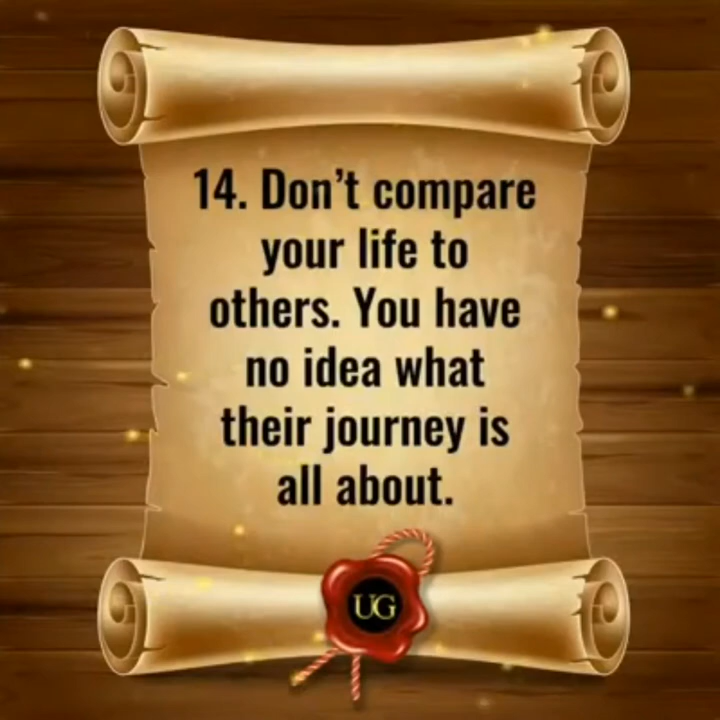 14. Don’t compare
your life to
others. You have
no idea what
their journey is
all about.
UG